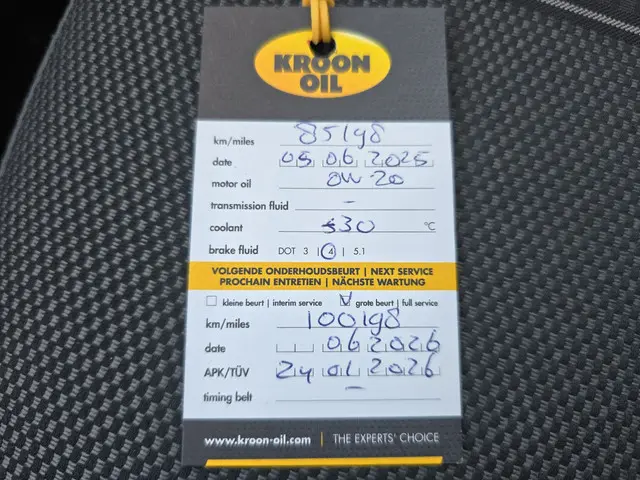 KROON
OIL
km/miles 85198
date 05 06 2025
motor oil 0W-20
transmission fluid –
coolant -30 °C
brake fluid DOT 3 | 4 | 5.1
VOLGENDE ONDERHOUDSBEURT | NEXT SERVICE
PROCHAIN ENTRETIEN | NÄCHSTE WARTUNG
kleine beurt | interim service grote beurt | full service
km/miles 100198
date 06 2026
APK/TÜV 24 01 2026
timing belt –
www.kroon-oil.com | THE EXPERTS' CHOICE